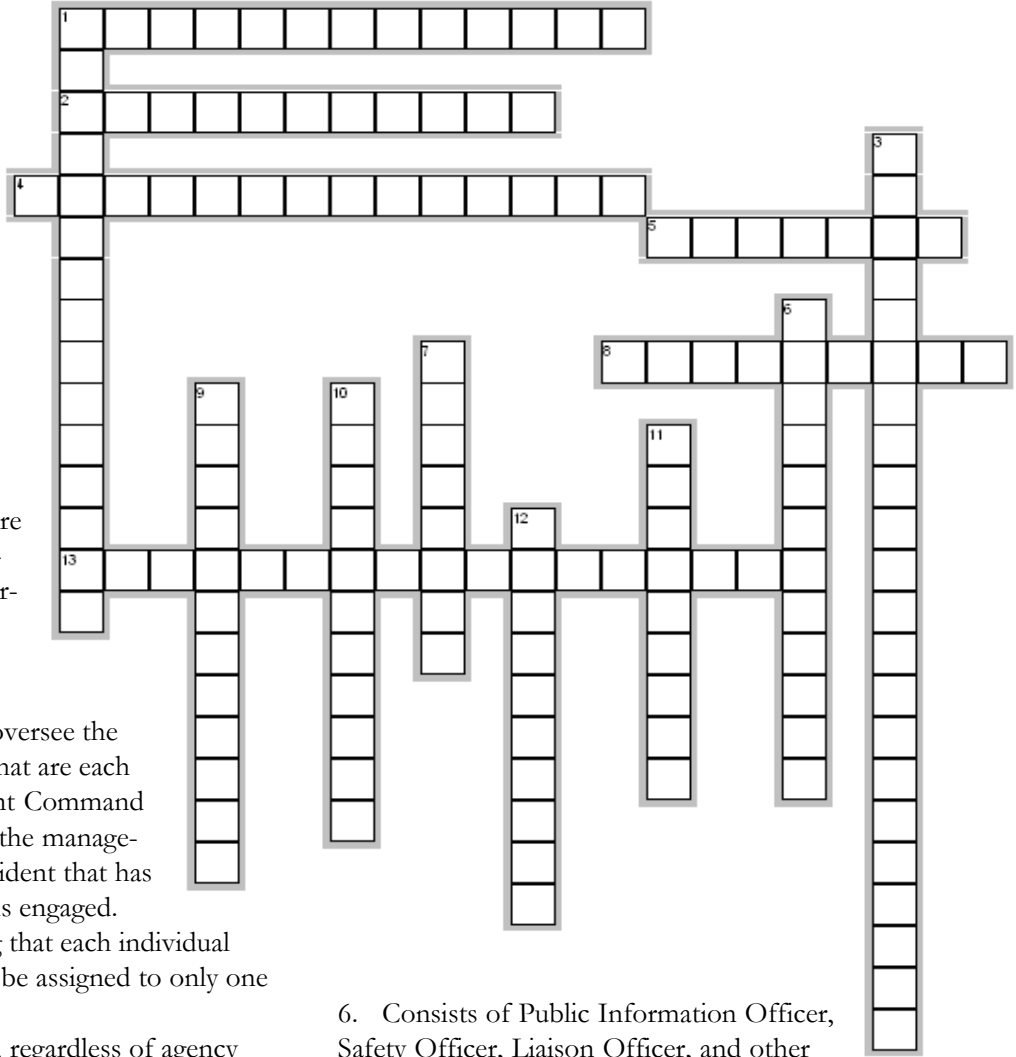 1
2
3
4
5
6
7
8
9
10
11
12
13
re
-
r-
oversee the
hat are each
nt Command
the manage-
ident that has
is engaged.
g that each individual
be assigned to only one
regardless of agency
6. Consists of Public Information Officer,
Safety Officer, Liaison Officer, and other